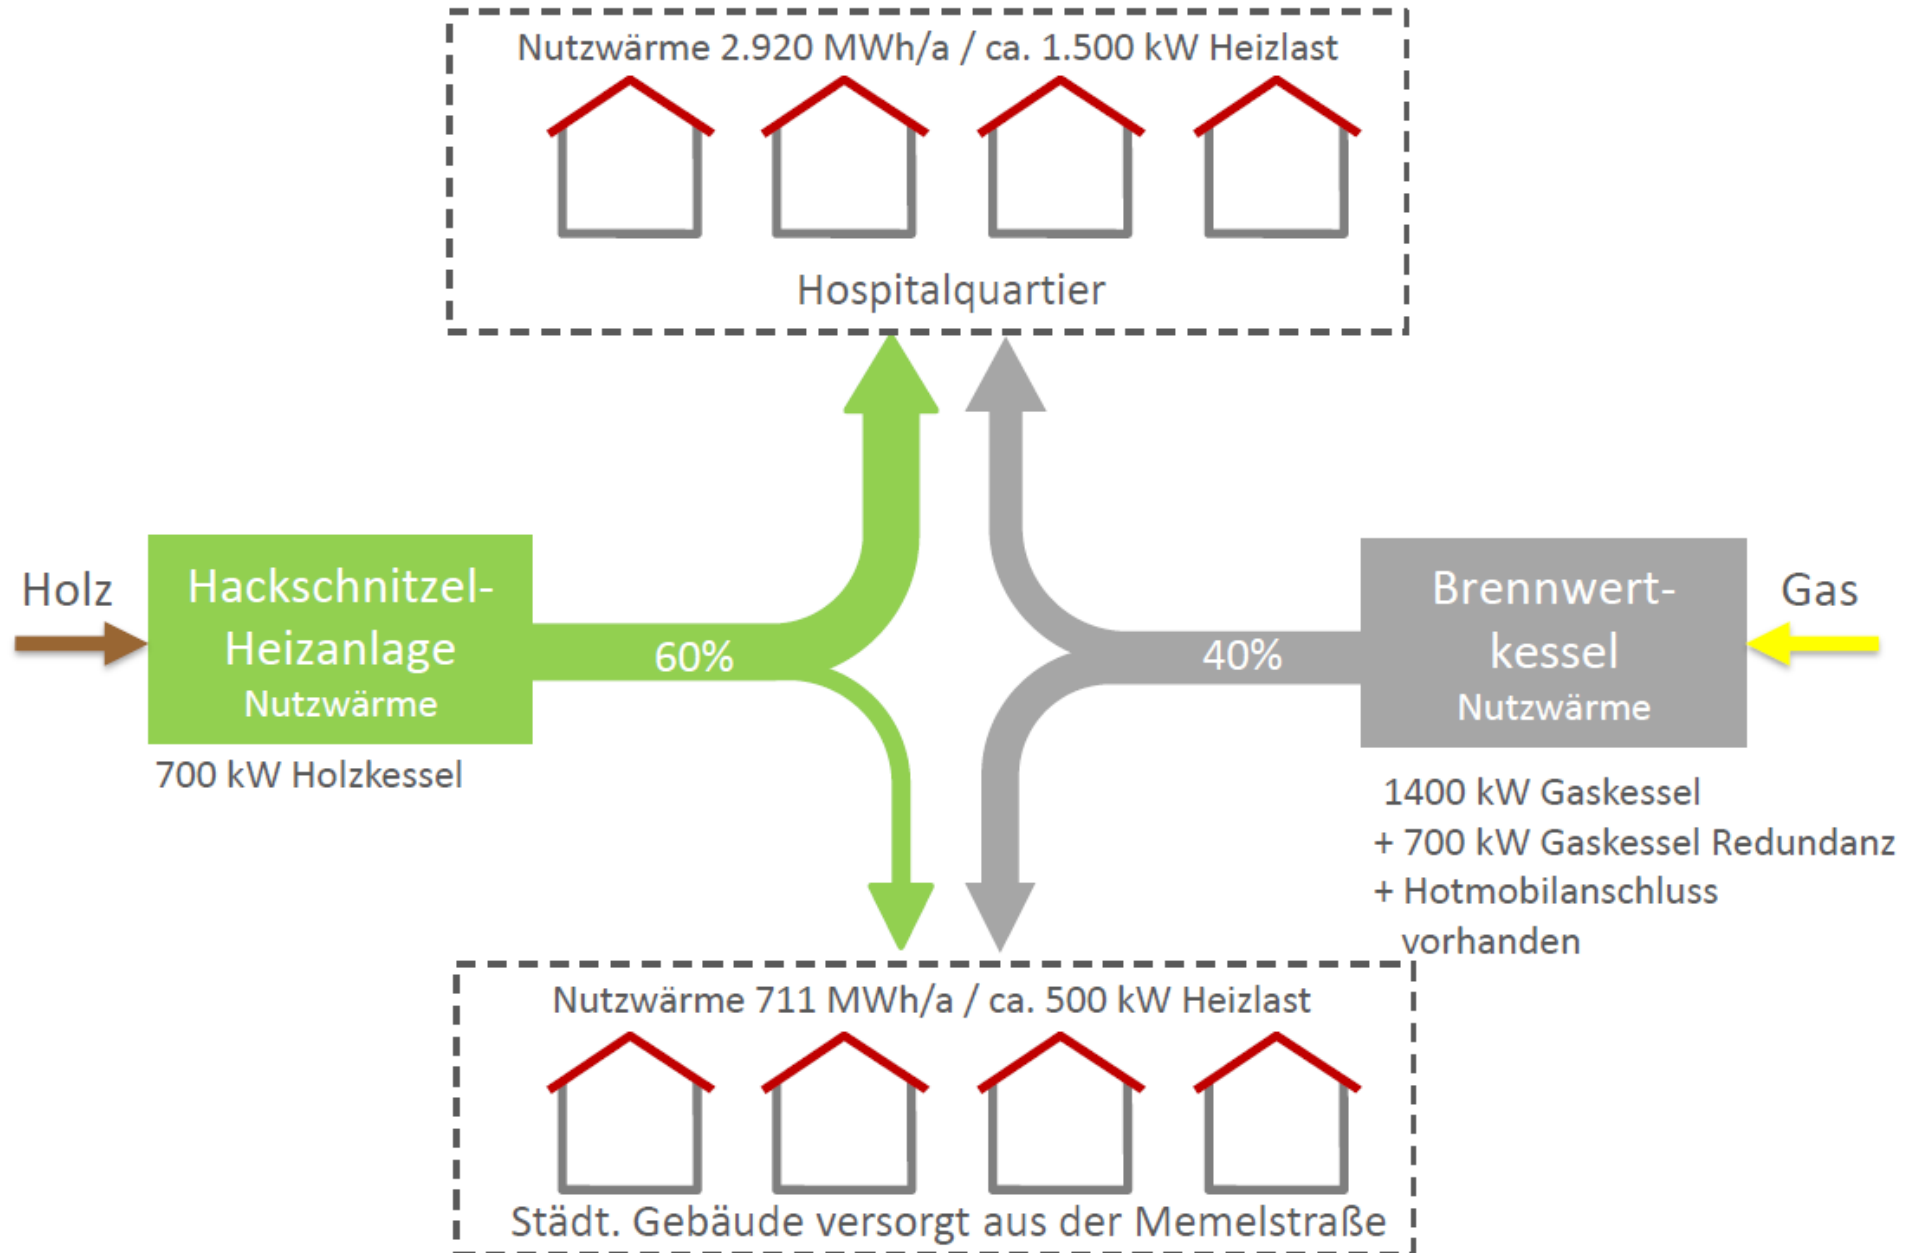 Nutzwärme 2.920 MWh/a / ca. 1.500 kW Heizlast
Hospitalquartier
Holz
Hackschnitzel-
Heizanlage
Nutzwärme
700 kW Holzkessel
60%
40%
Brennwert-
kessel
Nutzwärme
Gas
1400 kW Gaskessel
+ 700 kW Gaskessel Redundanz
+ Hotmobilanschluss
vorhanden
Nutzwärme 711 MWh/a / ca. 500 kW Heizlast
Städt. Gebäude versorgt aus der Memelstraße